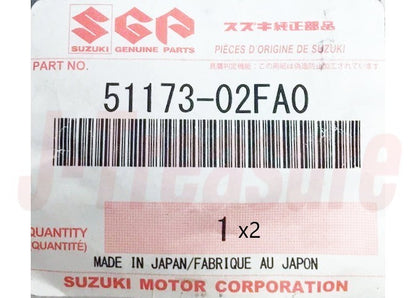 SGP スズキ純正部品
SUZUKI GENUINE PARTS PIÈCES D'ORIGINE DE SUZUKI
PART NO.
51173-02FA0
J-Treasure
QUANTITY
(QUANTITÉ) 1 x2
MADE IN JAPAN/FABRIQUE AU JAPON
SUZUKI MOTOR CORPORATION